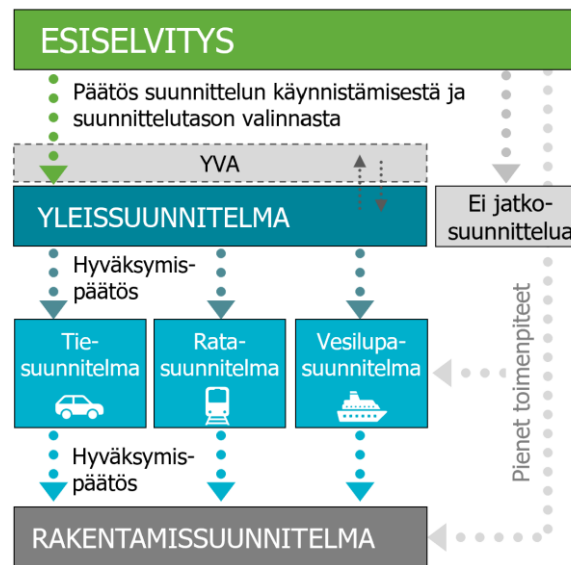 ESISELVITYS
Päätös suunnittelun käynnistämisestä ja
suunnittelutason valinnasta
YVA
YLEISSUUNNITELMA
Ei jatko-
suunnittelua
Hyväksymis-
päätös
Tie-
suunnitelma
Rata-
suunnitelma
Vesilupa-
suunnitelma
Pienet toimenpiteet
Hyväksymis-
päätös
RAKENTAMISSUUNNITELMA